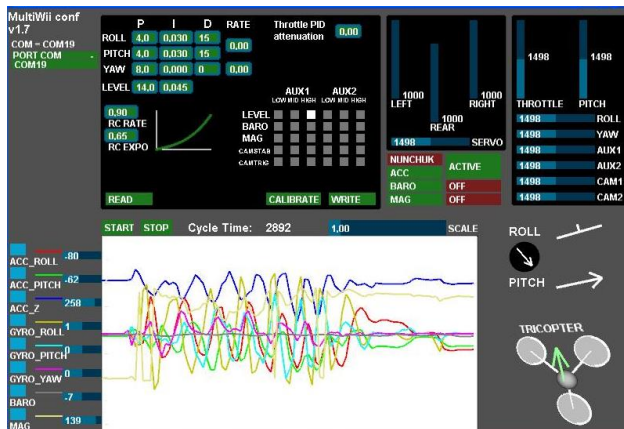 MultiWii conf
v1.7
COM = COM19
PORT COM -
COM19
P I D RATE
ROLL 4,0 0,030 15
0,00
PITCH 4,0 0,030 15
YAW 8,0 0,000 0 0,00
LEVEL 14,0 0,045
Throttle PID
attenuation 0,00
0,90
RC RATE
0,65
RC EXPO
AUX1 AUX2
LOW MID HIGH LOW MID HIGH
LEVEL
BARO
MAG
CAMSTAB
CAMTRIG
READ CALIBRATE WRITE
1000 1000
LEFT RIGHT
1000
REAR
1498 SERVO
NUNCHUK
ACC ACTIVE
BARO OFF
MAG OFF
1498 1498
THROTTLE PITCH
1498 ROLL
1498 YAW
1498 AUX1
1498 AUX2
1498 CAM1
1498 CAM2
START STOP Cycle Time: 2892 1,00 SCALE
ACC_ROLL -80
ACC_PITCH -62
ACC_Z 258
GYRO_ROLL 1
GYRO_PITCH 0
GYRO_YAW 0
BARO -7
MAG 139
ROLL
PITCH
TRICOPTER